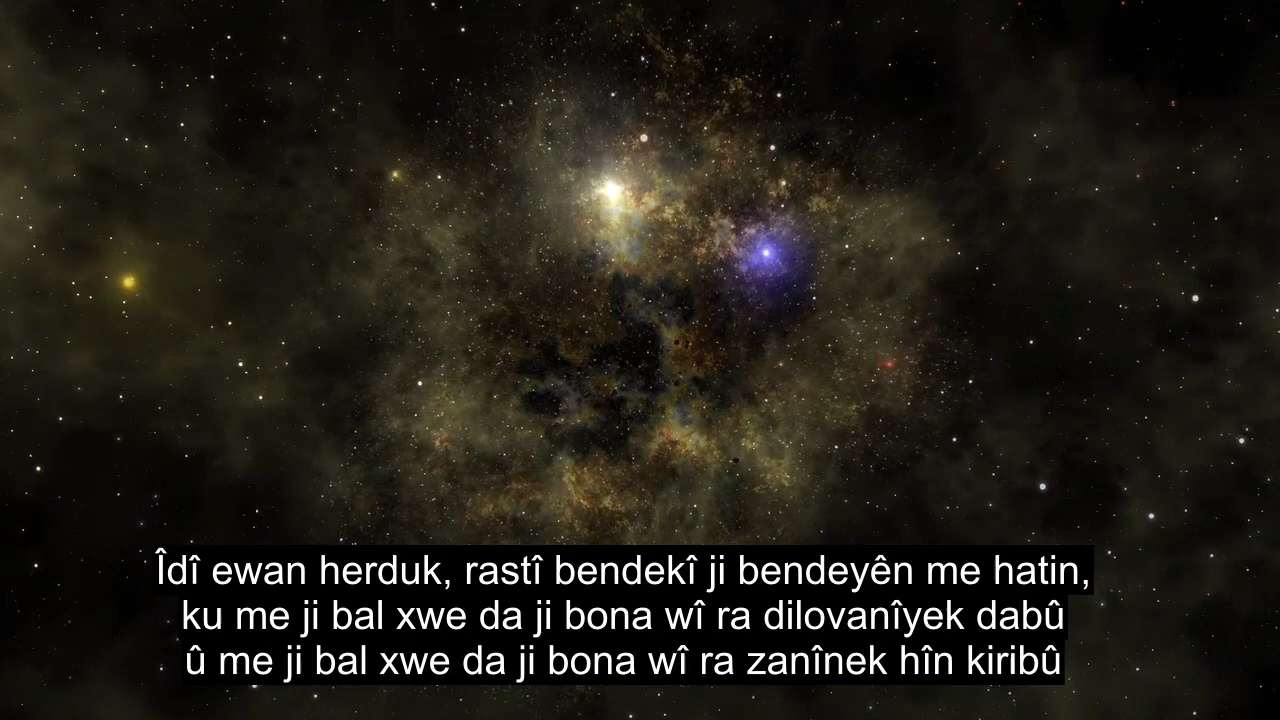 Îdî ewan herduk, rastî bendekî ji bendeyên me hatin,
ku me ji bal xwe da ji bona wî ra dilovanîyek dabû
û me ji bal xwe da ji bona wî ra zanînek hîn kiribû